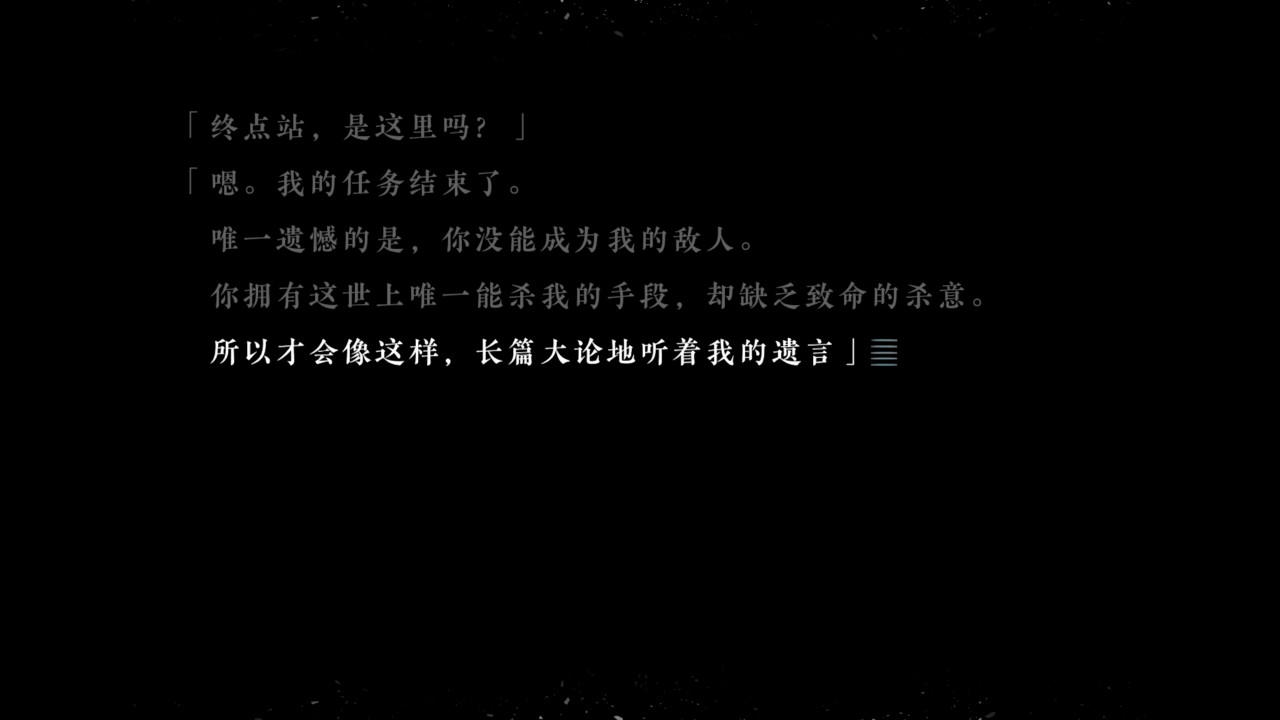 「终点站，是这里吗？」
「嗯。我的任务结束了。
唯一遗憾的是，你没能成为我的敌人。
你拥有这世上唯一能杀我的手段，却缺乏致命的杀意。
所以才会像这样，长篇大论地听着我的遗言」